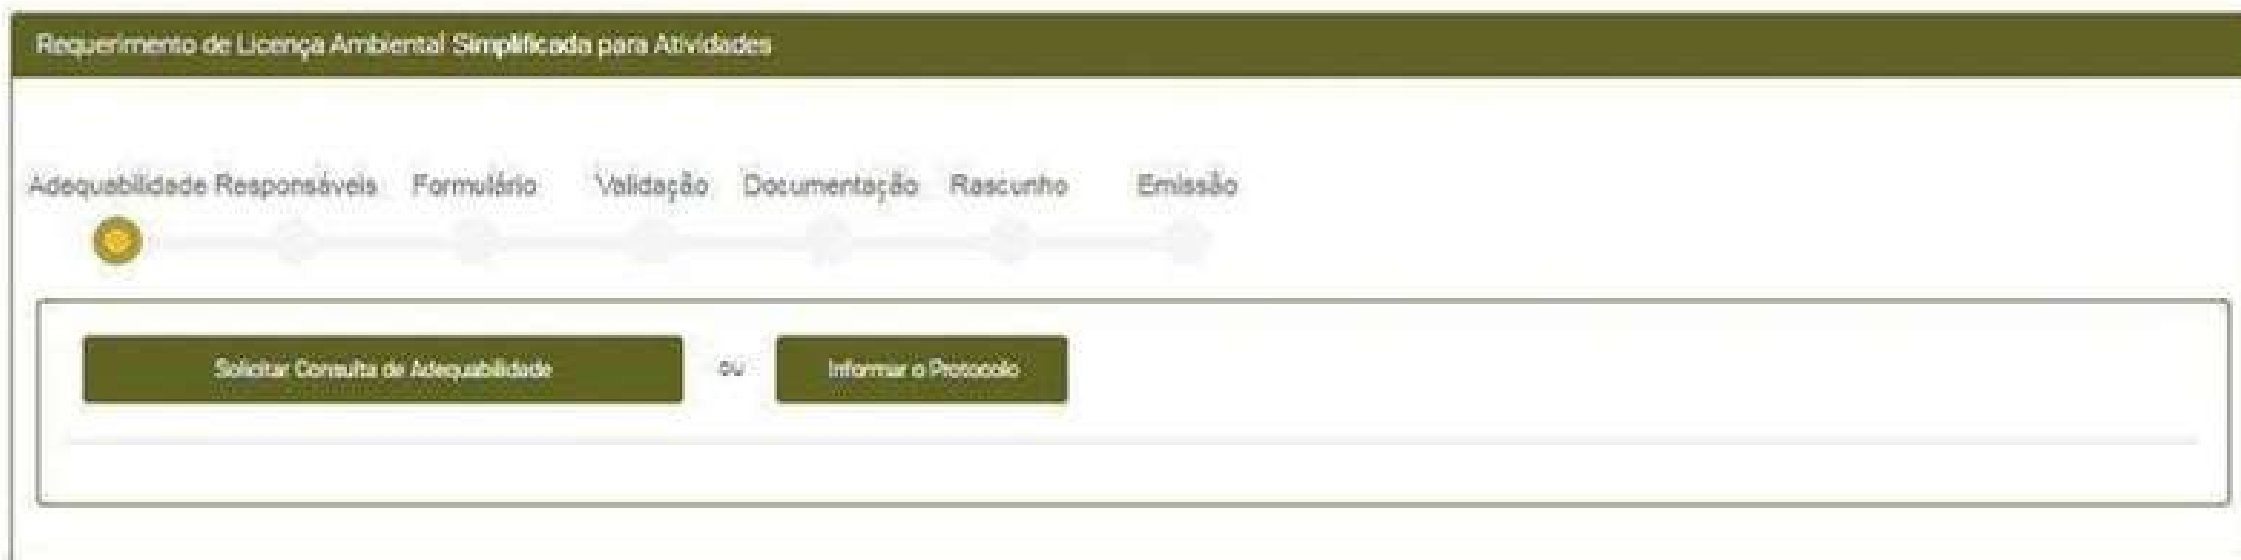 Requerimento de Licença Ambiental Simplificada para Atividades
Adequabilidade Responsáveis Formulário Validação Documentação Rascunho Emissão
Solicitar Consulta de Adequabilidade ou Informar o Protocolo